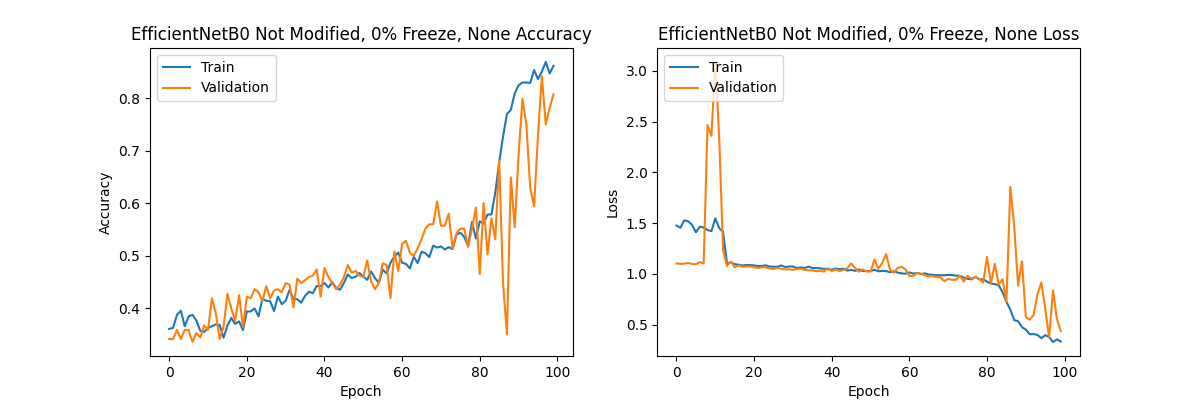 EfficientNetB0 Not Modified, 0% Freeze, None Accuracy
Train
Validation
0.8
0.7
0.6
0.5
0.4
Accuracy
0 20 40 60 80 100
Epoch
EfficientNetB0 Not Modified, 0% Freeze, None Loss
Train
Validation
3.0
2.5
2.0
1.5
1.0
0.5
Loss
0 20 40 60 80 100
Epoch